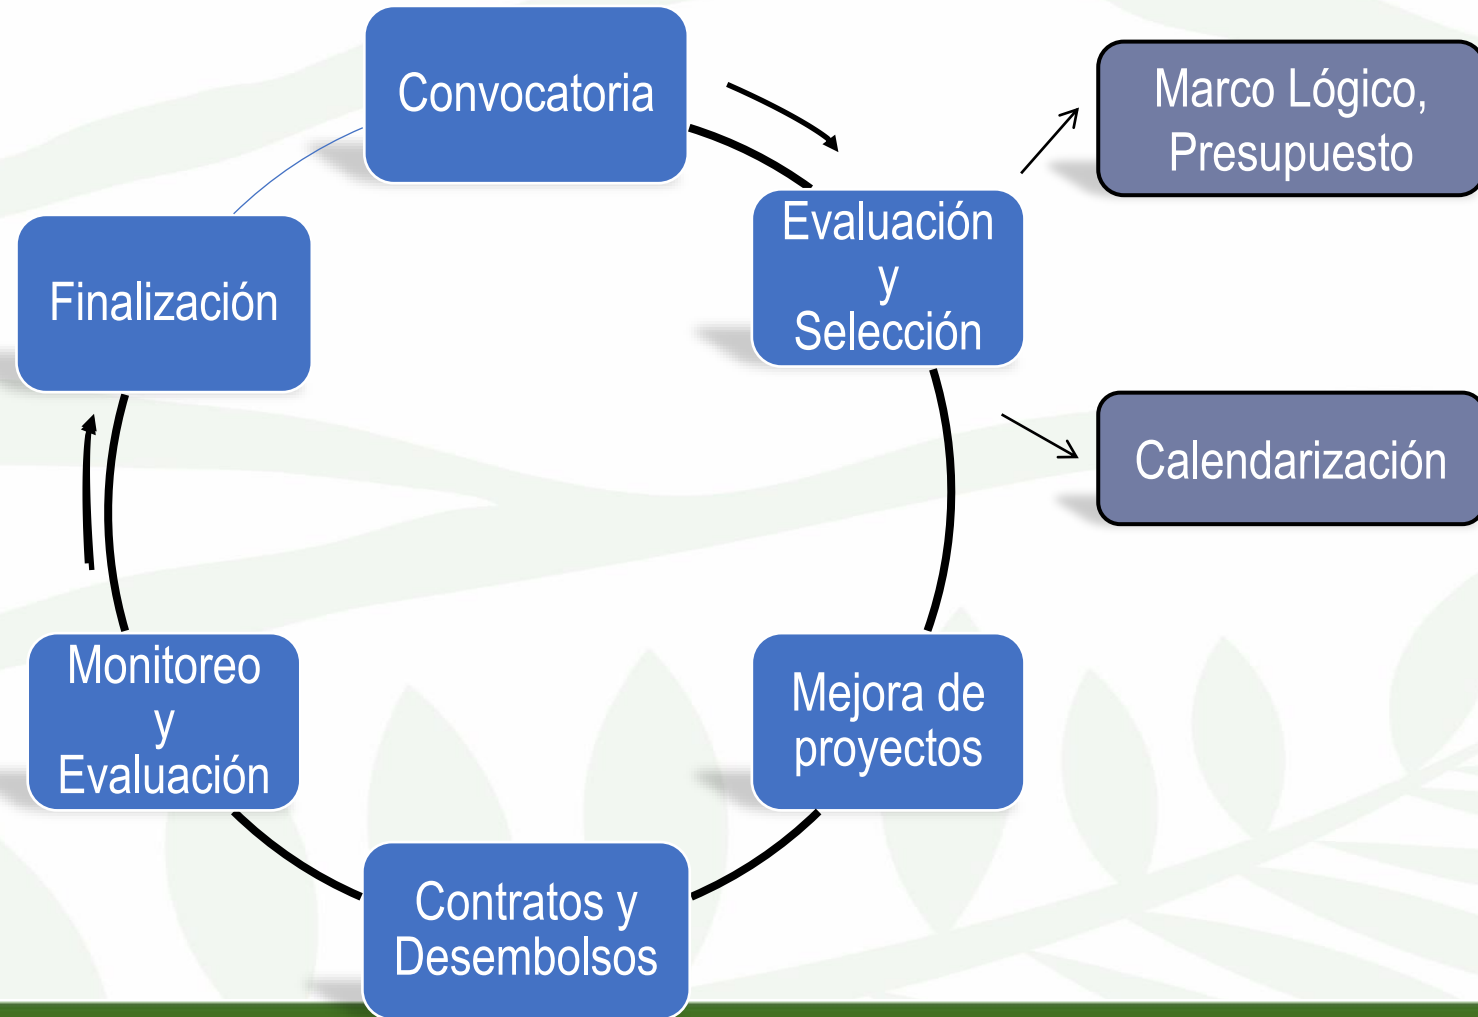 Convocatoria
Marco Lógico,
Presupuesto
Evaluación
y
Selección
Finalización
Calendarización
Monitoreo
y
Evaluación
Mejora de
proyectos
Contratos y
Desembolsos